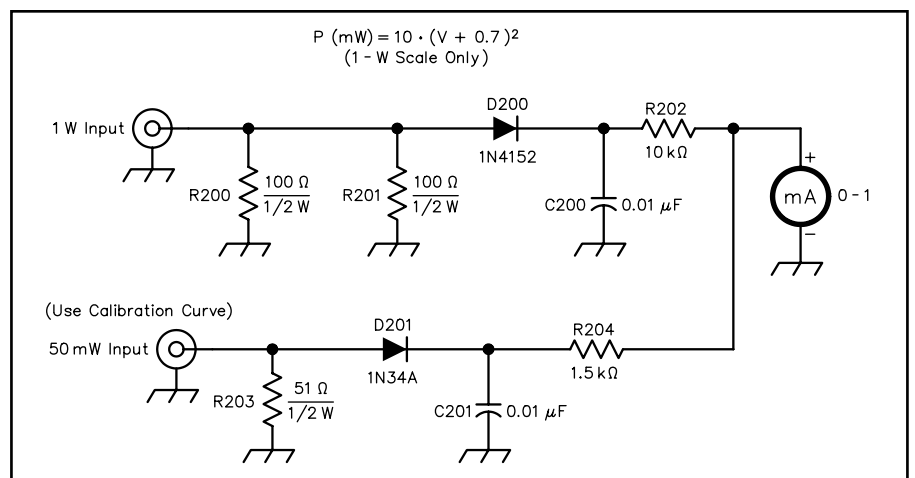 P (mW) = 10 • (V + 0.7)²
(1 - W Scale Only)
D200
R202
1 W Input
1N4152
10 kΩ
+
R200
100 Ω
1/2 W
R201
100 Ω
1/2 W
C200
0.01 µF
mA
0 - 1
–
(Use Calibration Curve)
D201
R204
50 mW Input
1N34A
1.5 kΩ
R203
51 Ω
1/2 W
C201
0.01 µF